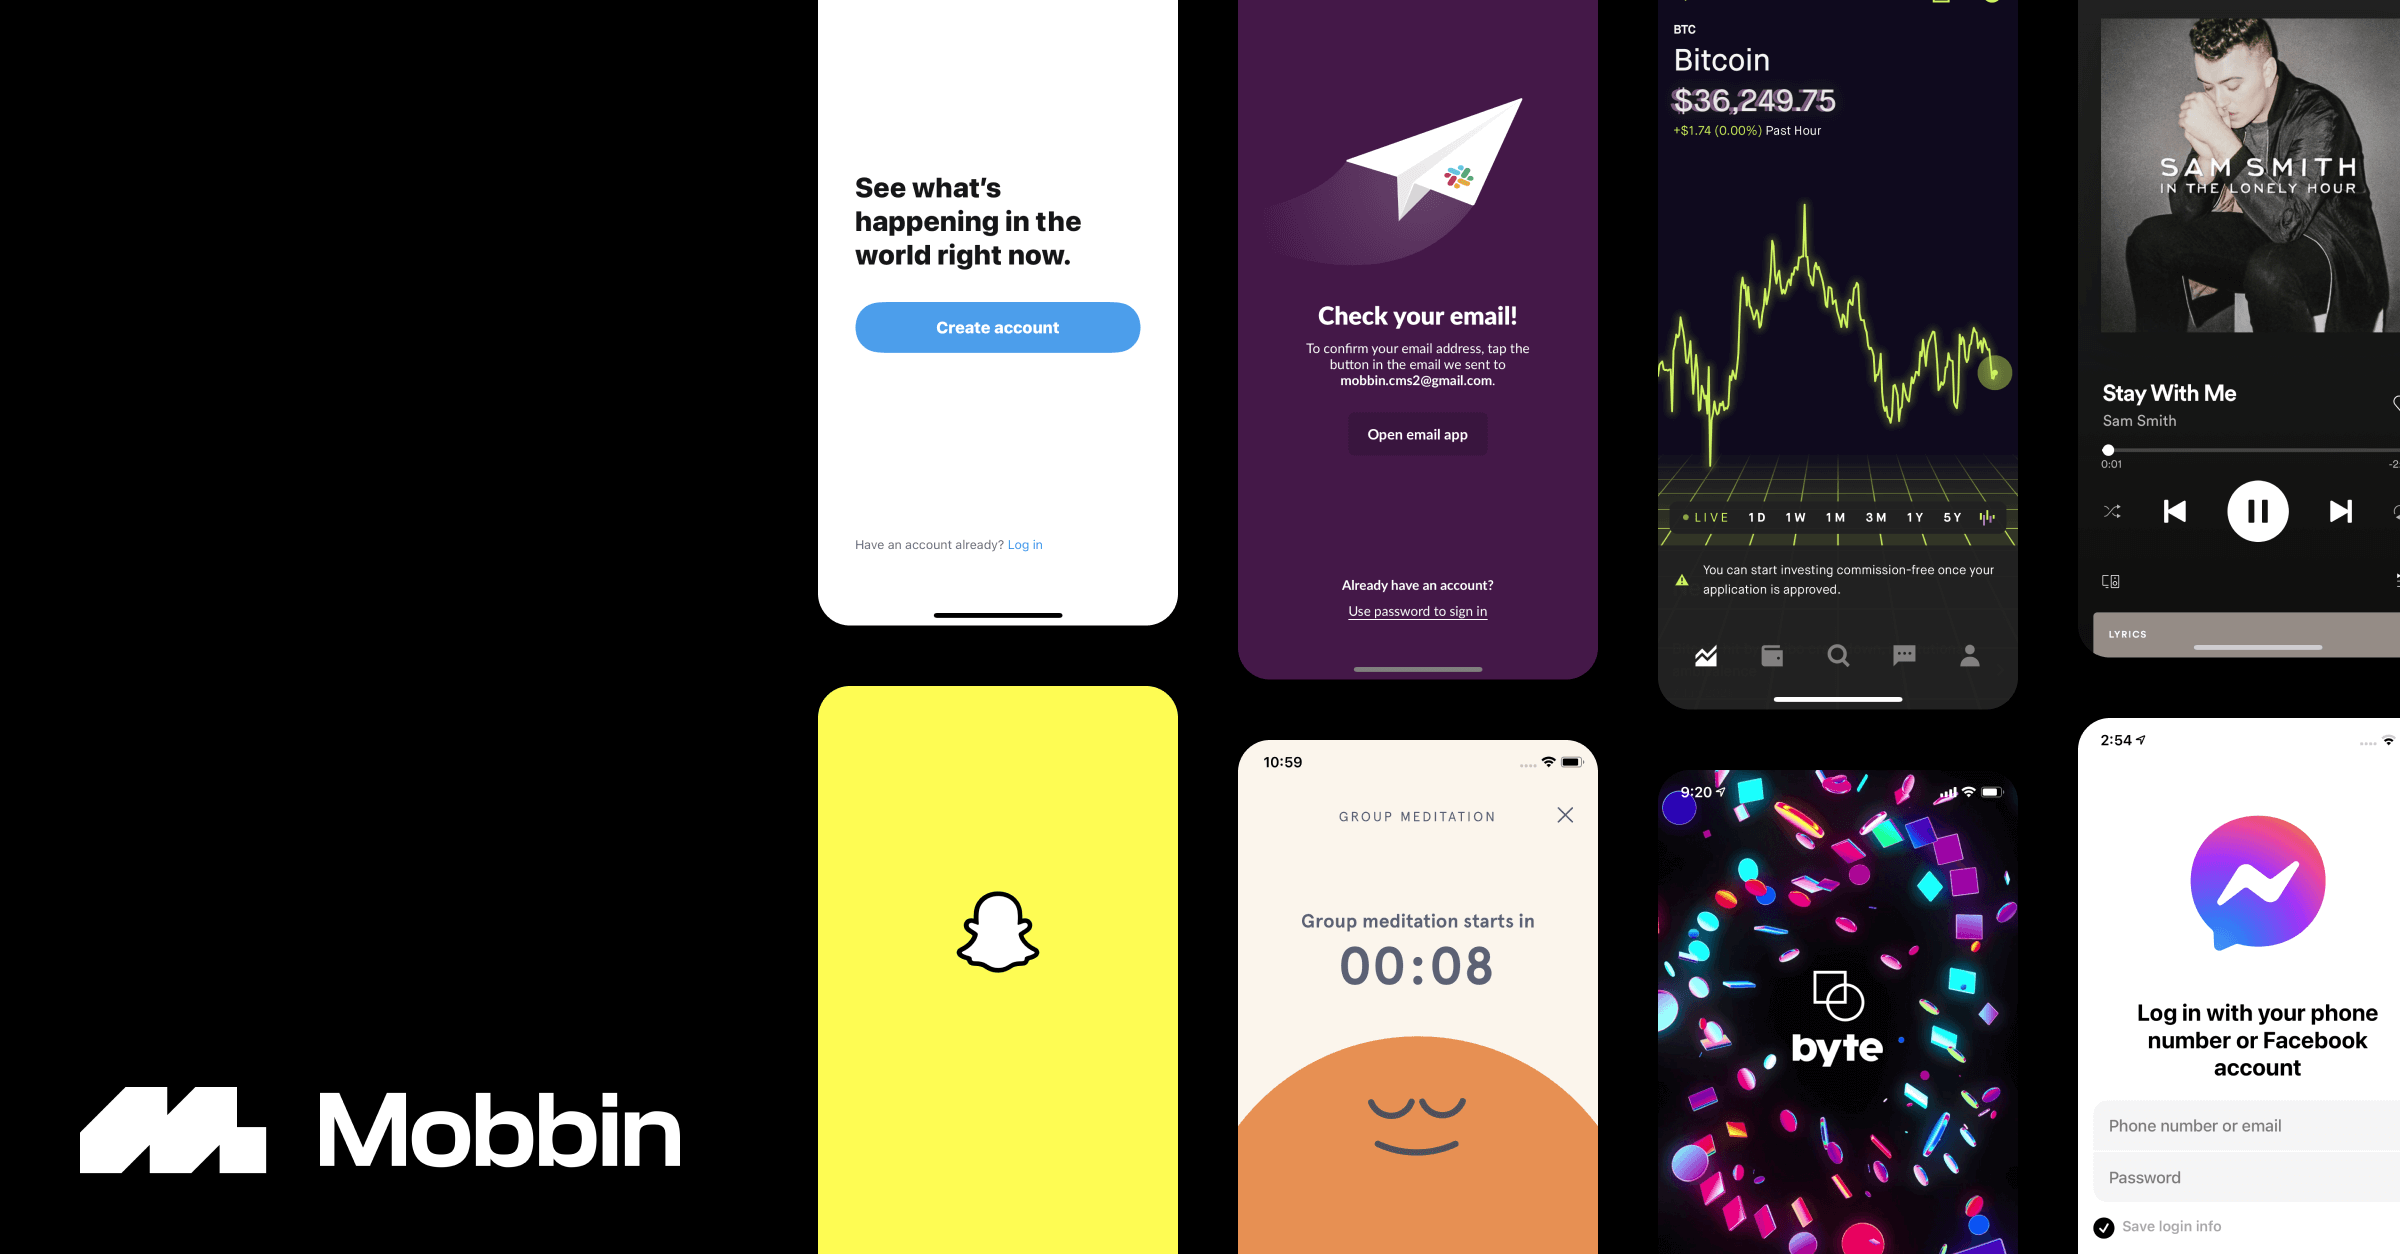 See what's
happening in the
world right now.
Create account
Have an account already? Log in
Check your email!
To confirm your email address, tap the
button in the email we sent to
mobbin.cms2@gmail.com.
Open email app
Already have an account?
Use password to sign in
BTC
Bitcoin
$36,249.75
+$1.74 (0.00%) Past Hour
LIVE 1D 1W 1M 3M 1Y 5Y
You can start investing commission-free once your
application is approved.
SAM SMITH
IN THE LONELY HOUR
Stay With Me
Sam Smith
0:01
LYRICS
10:59
GROUP MEDITATION
Group meditation starts in
00:08
9:20
byte
2:54
Log in with your phone
number or Facebook
account
Phone number or email
Password
Save login info
Mobbin